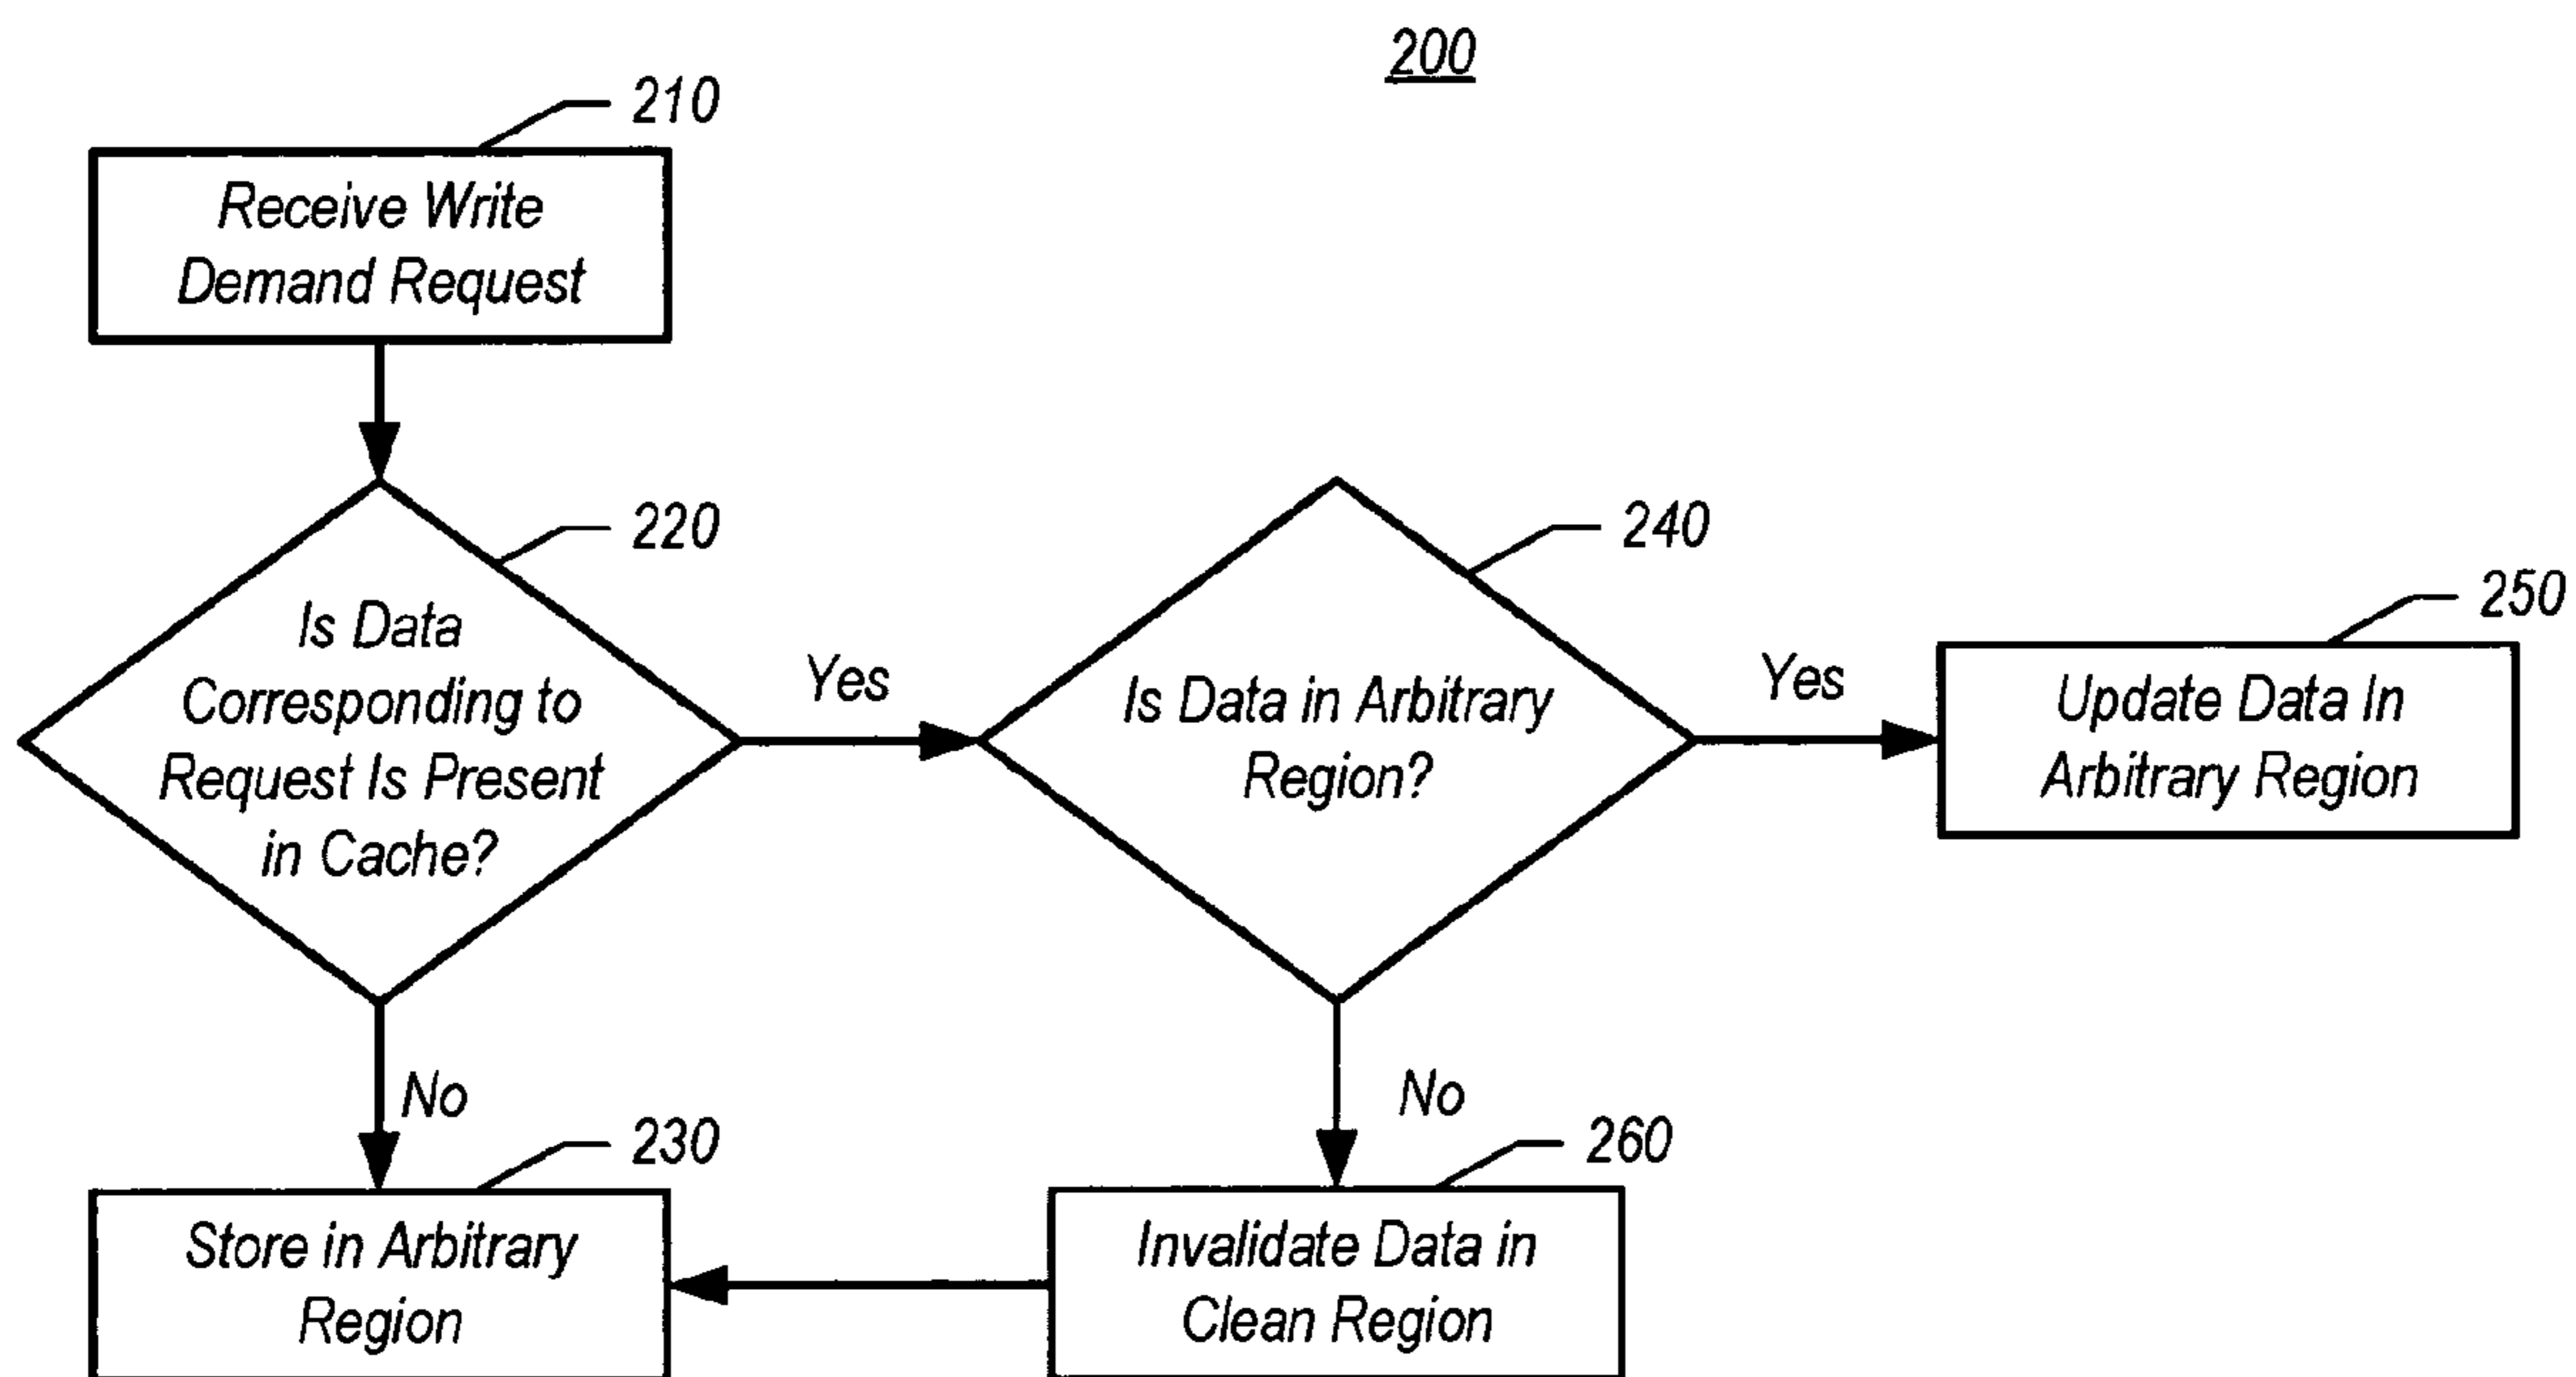 200
210
Receive Write
Demand Request
220
Is Data
Corresponding to
Request Is Present
in Cache?
Yes
240
Is Data in Arbitrary
Region?
Yes
250
Update Data In
Arbitrary Region
No
230
Store in Arbitrary
Region
No
260
Invalidate Data in
Clean Region